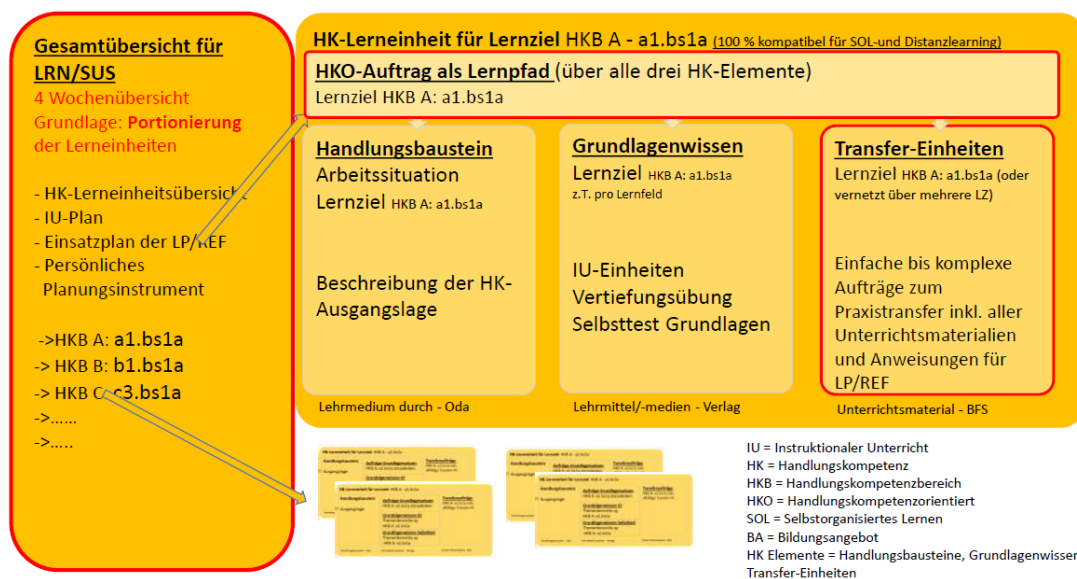 Gesamtübersicht für
LRN/SUS
4 Wochenübersicht
Grundlage: Portionierung
der Lerneinheiten
- HK-Lerneinheitsübersicht
- IU-Plan
- Einsatzplan der LP/REF
- Persönliches
Planungsinstrument
->HKB A: a1.bs1a
-> HKB B: b1.bs1a
-> HKB C: c3.bs1a
->......
->.....
HK-Lerneinheit für Lernziel HKB A - a1.bs1a (100 % kompatibel für SOL-und Distanzlearning)
HKO-Auftrag als Lernpfad (über alle drei HK-Elemente)
Lernziel HKB A: a1.bs1a
Handlungsbaustein
Arbeitssituation
Lernziel HKB A: a1.bs1a
Beschreibung der HK-
Ausgangslage
Lehrmedium durch - Oda
Grundlagenwissen
Lernziel HKB A: a1.bs1a
z.T. pro Lernfeld
IU-Einheiten
Vertiefungsübung
Selbsttest Grundlagen
Lehrmittel/-medien - Verlag
Transfer-Einheiten
Lernziel HKB A: a1.bs1a (oder
vernetzt über mehrere LZ)
Einfache bis komplexe
Aufträge zum
Praxistransfer inkl. aller
Unterrichtsmaterialien
und Anweisungen für
LP/REF
Unterrichtsmaterial - BFS
IU = Instruktionaler Unterricht
HK = Handlungskompetenz
HKB = Handlungskompetenzbereich
HKO = Handlungskompetenzorientiert
SOL = Selbstorganisiertes Lernen
BA = Bildungsangebot
HK Elemente = Handlungsbausteine, Grundlagenwissen
Transfer-Einheiten